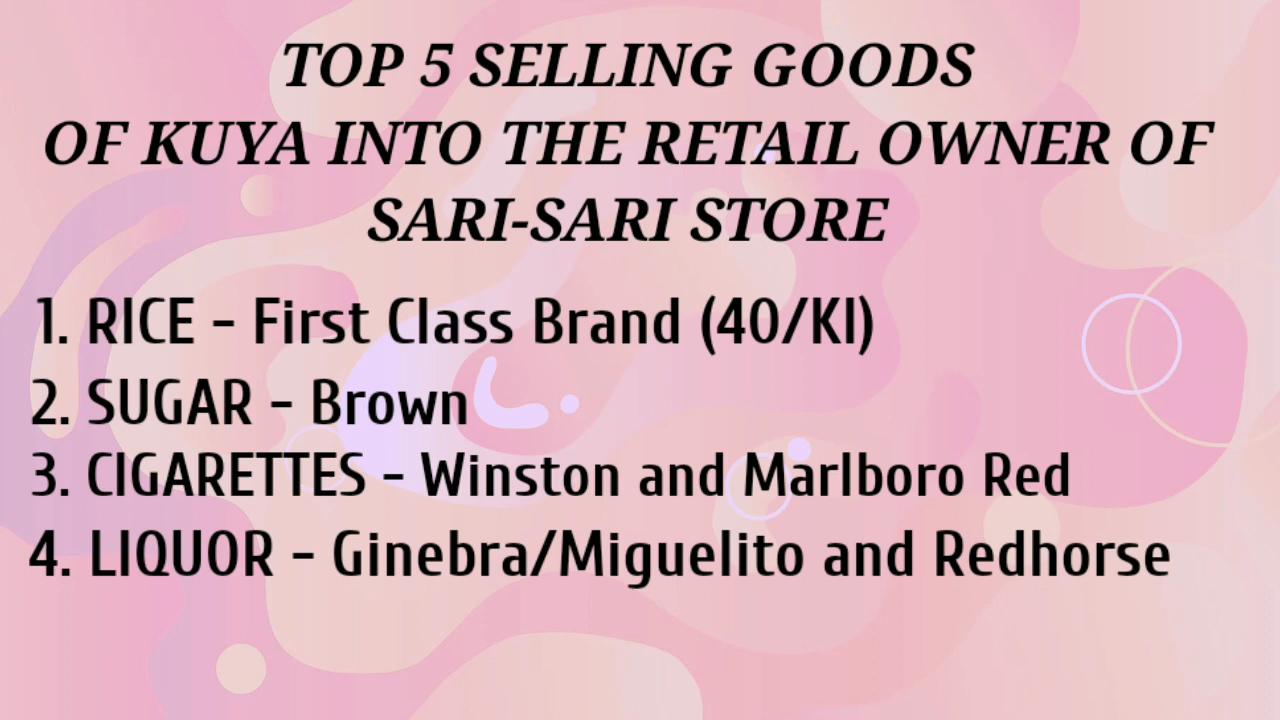 TOP 5 SELLING GOODS
OF KUYA INTO THE RETAIL OWNER OF
SARI-SARI STORE
1. RICE - First Class Brand (40/Kl)
2. SUGAR - Brown
3. CIGARETTES - Winston and Marlboro Red
4. LIQUOR - Ginebra/Miguelito and Redhorse